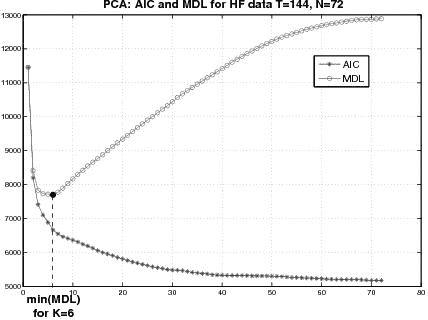 PCA: AIC and MDL for HF data T=144, N=72
13000
12000
11000
10000
9000
8000
7000
6000
5000
AIC
MDL
0 10 20 30 40 50 60 70 80
min(MDL)
for K=6